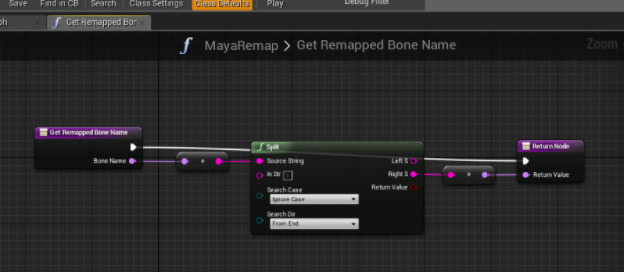 Save Find in CB Search Class Settings Class Defaults Play Debug Filter
ph × f Get Remapped Bor ×
f MayaRemap > Get Remapped Bone Name Zoom
Get Remapped Bone Name
Bone Name
f Split
Source String
Left S
In Str
Right S
Search Case
Return Value
Ignore Case
Search Dir
From End
Return Node
Return Value